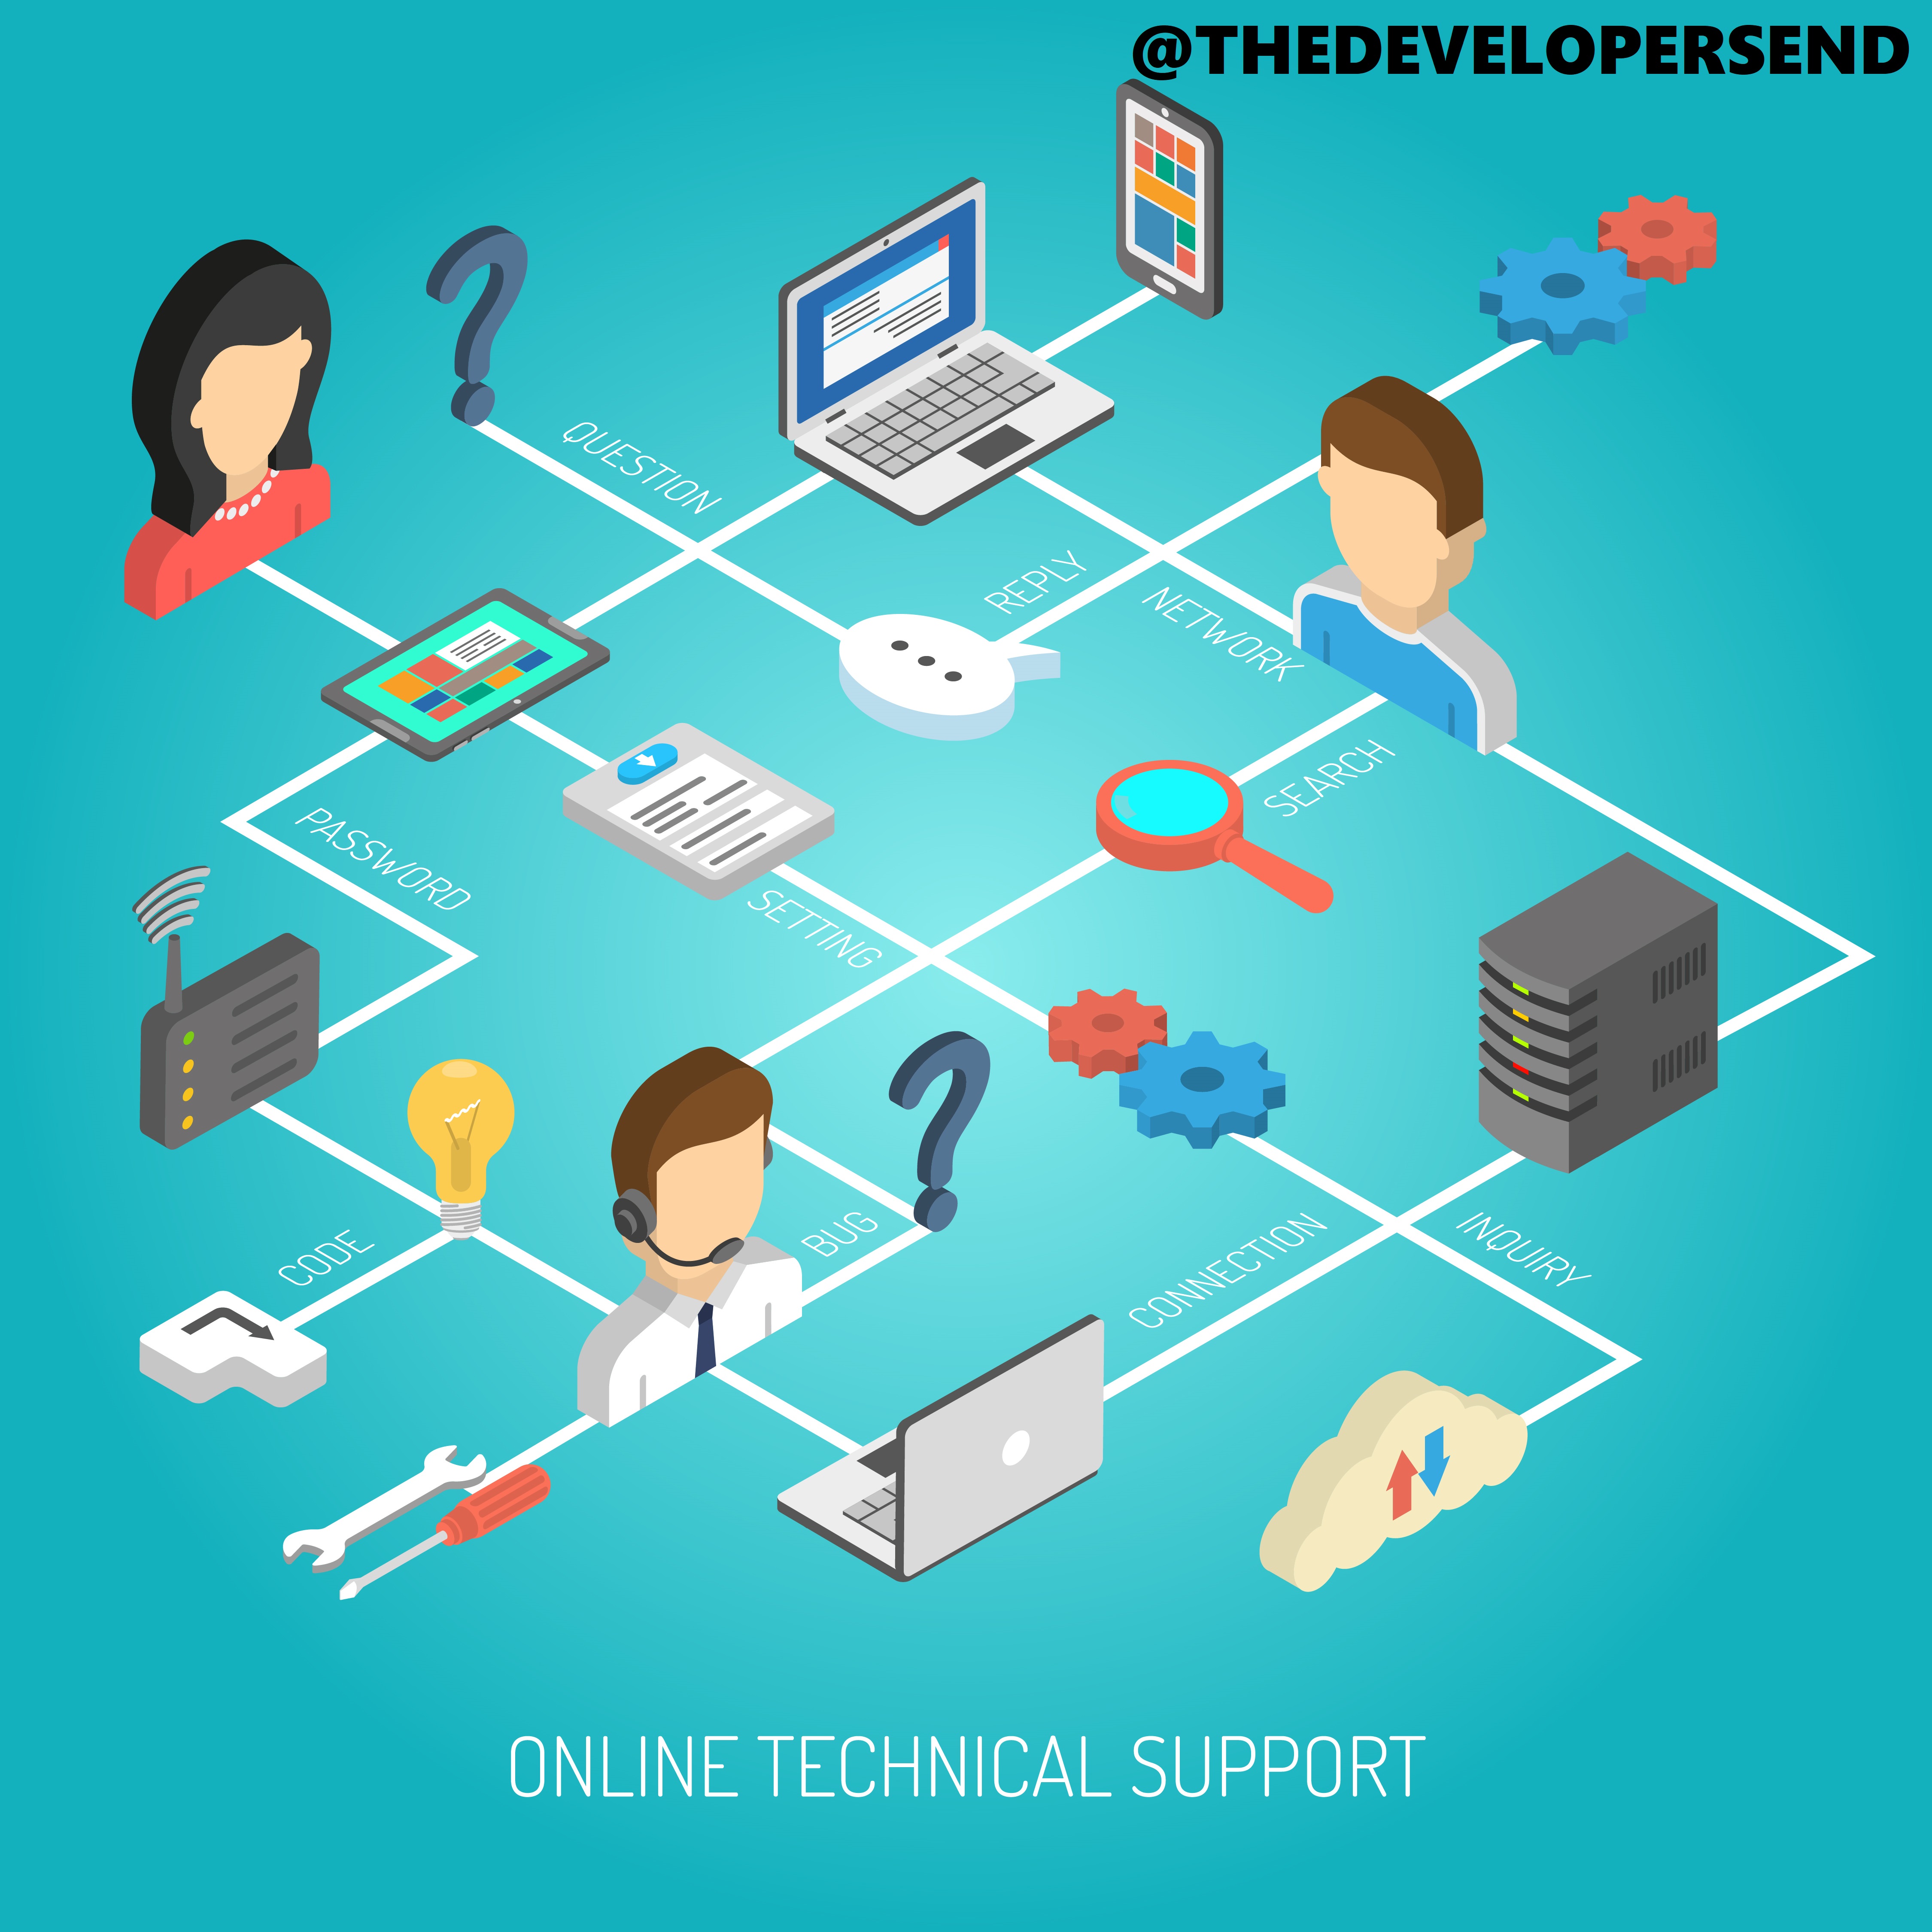 @THEDEVELOPERSEND
QUESTION
REPLY
NETWORK
SEARCH
PASSWORD
SETTING
CODE
BUG
CONNECTION
INQUIRY
ONLINE TECHNICAL SUPPORT